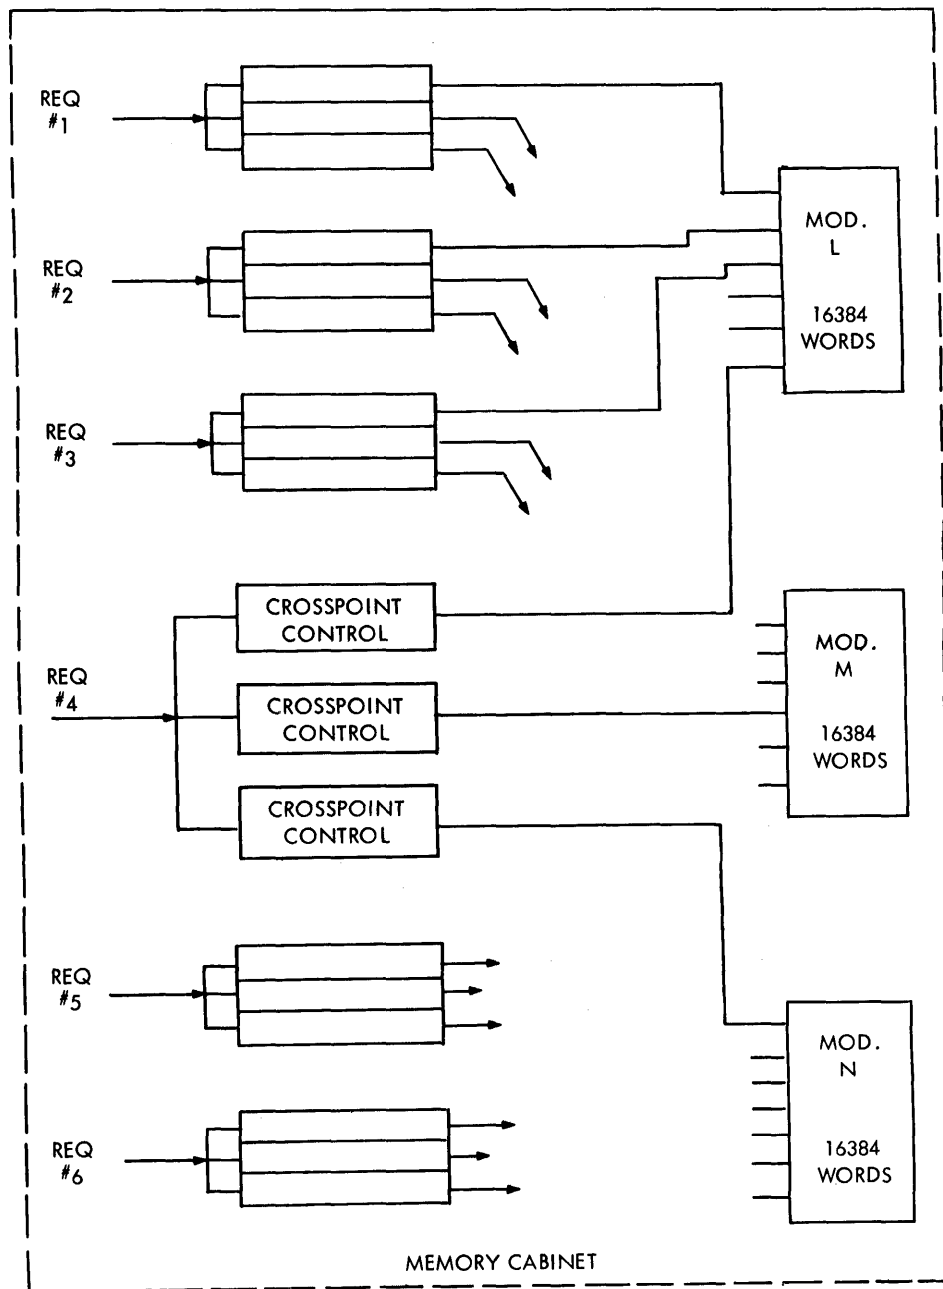 REQ
#1
REQ
#2
REQ
#3
MOD.
L
16384
WORDS
CROSSPOINT
CONTROL
REQ
#4
CROSSPOINT
CONTROL
CROSSPOINT
CONTROL
MOD.
M
16384
WORDS
REQ
#5
REQ
#6
MOD.
N
16384
WORDS
MEMORY CABINET